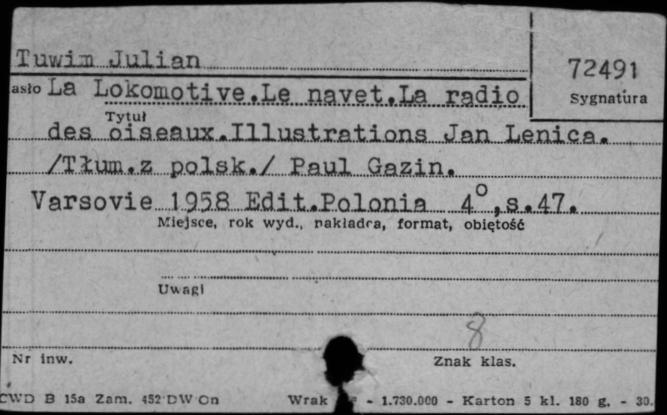 Tuwim Julian
72491
Sygnatura
asło La Lokomotive.Le navet.La radio
Tytuł
des oiseaux.Illustrations Jan Lenica.
/Tłum.z polsk./ Paul Gazin.
Varsovie 1958 Edit.Polonia 4°,s.47.
Miejsce, rok wyd., nakładca, format, objętość
Uwagi
8
Nr inw.
Znak klas.
CWD B 15a Zam. 452 DW On Wrak - 1.730.000 - Karton 5 kl. 180 g. - 30.